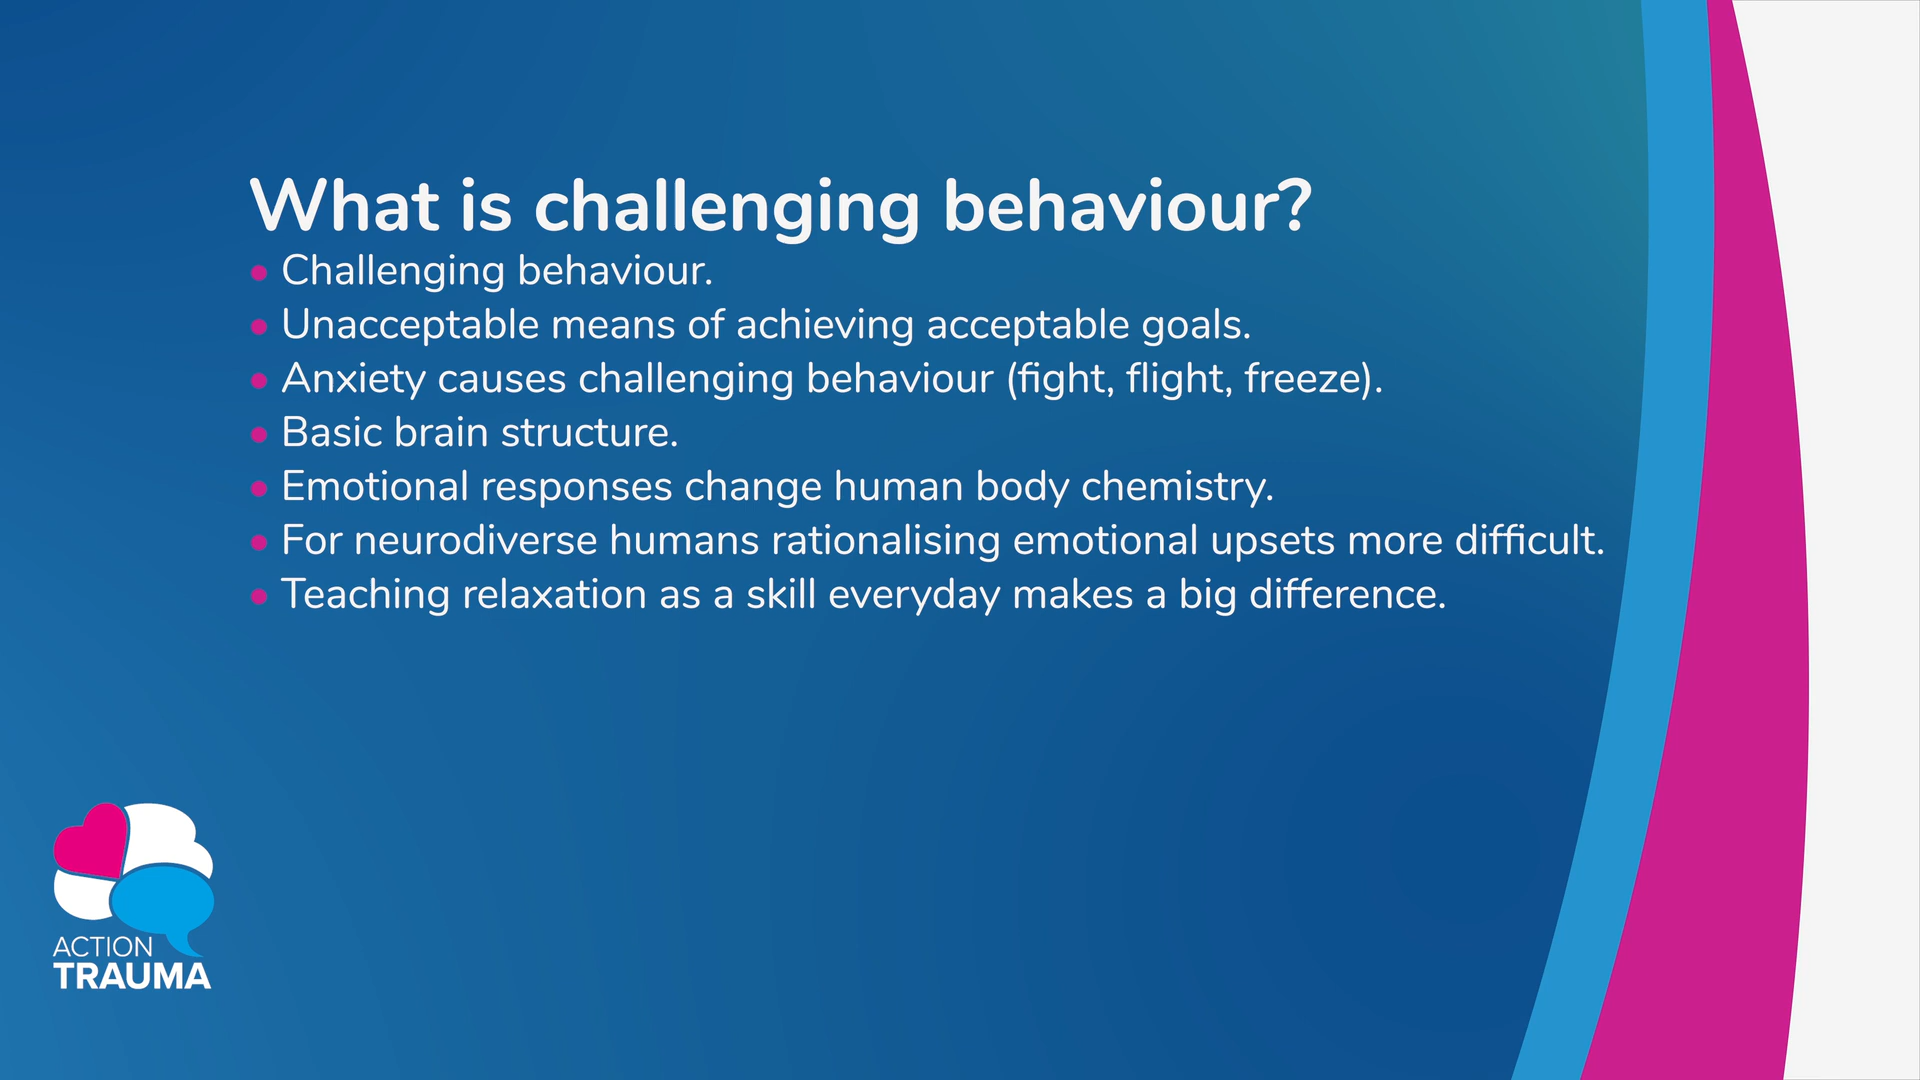 What is challenging behaviour?
• Challenging behaviour.
• Unacceptable means of achieving acceptable goals.
• Anxiety causes challenging behaviour (fight, flight, freeze).
• Basic brain structure.
• Emotional responses change human body chemistry.
• For neurodiverse humans rationalising emotional upsets more difficult.
• Teaching relaxation as a skill everyday makes a big difference.
ACTION
TRAUMA